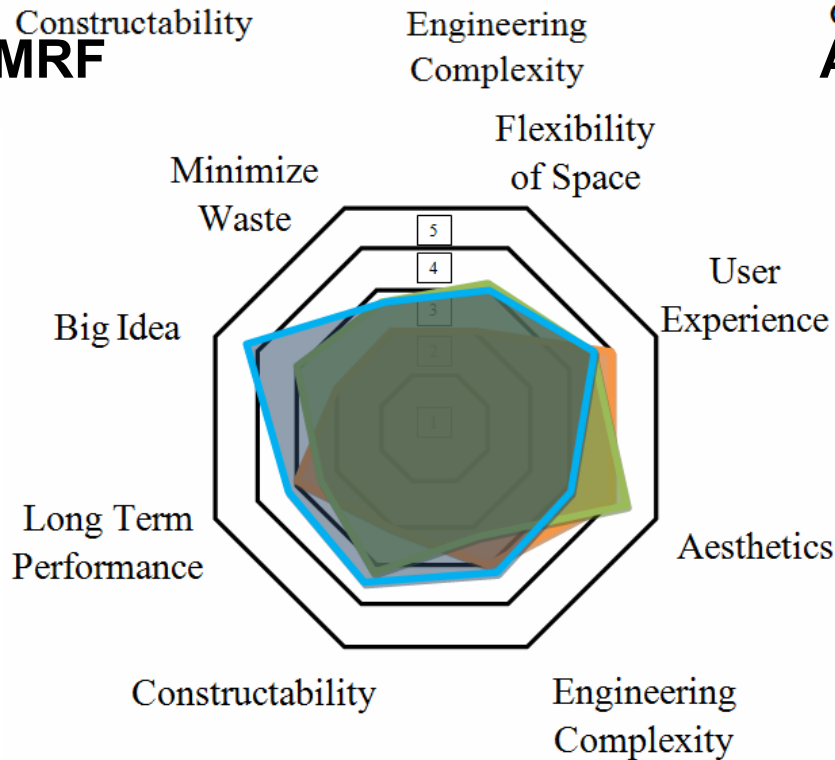 Constructability
Engineering
Complexity
MRF
A
Flexibility
of Space
Minimize
Waste
5
4
3
2
1
User
Experience
Big Idea
Long Term
Performance
Aesthetics
Constructability
Engineering
Complexity